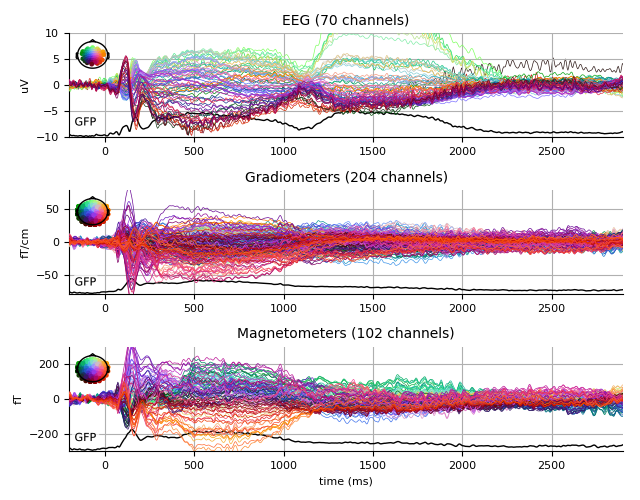 EEG (70 channels)
10
5
0
−5
−10
uV
GFP
0 500 1000 1500 2000 2500
Gradiometers (204 channels)
50
0
−50
fT/cm
GFP
0 500 1000 1500 2000 2500
Magnetometers (102 channels)
200
0
−200
fT
GFP
0 500 1000 1500 2000 2500
time (ms)